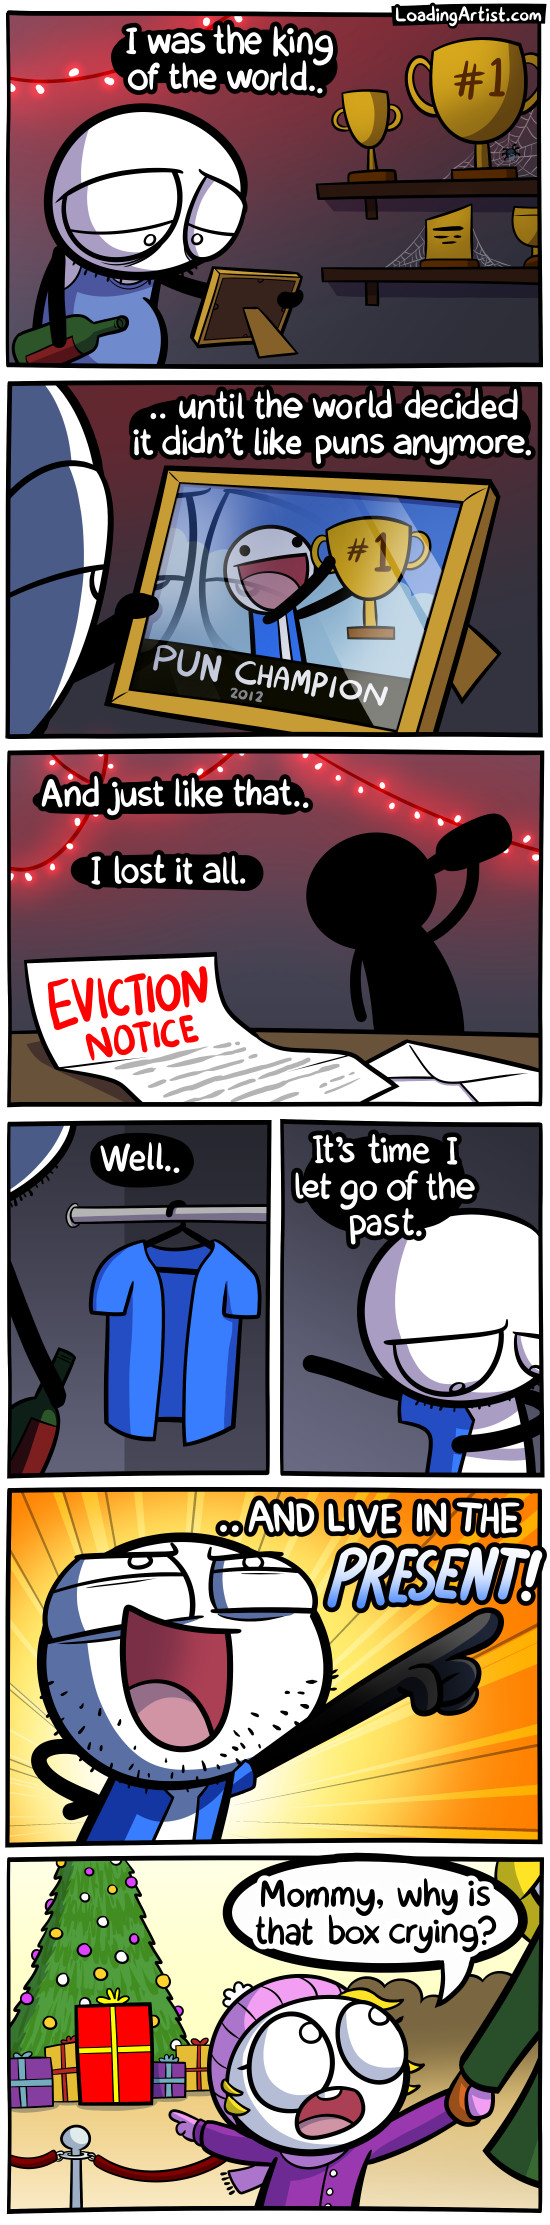 LoadingArtist.com
I was the king
of the world..
#1
.. until the world decided
it didn't like puns anymore.
#1
PUN CHAMPION
2012
And just like that..
I lost it all.
EVICTION
NOTICE
Well..
It's time I
let go of the
past.
..AND LIVE IN THE
PRESENT!
Mommy, why is
that box crying?